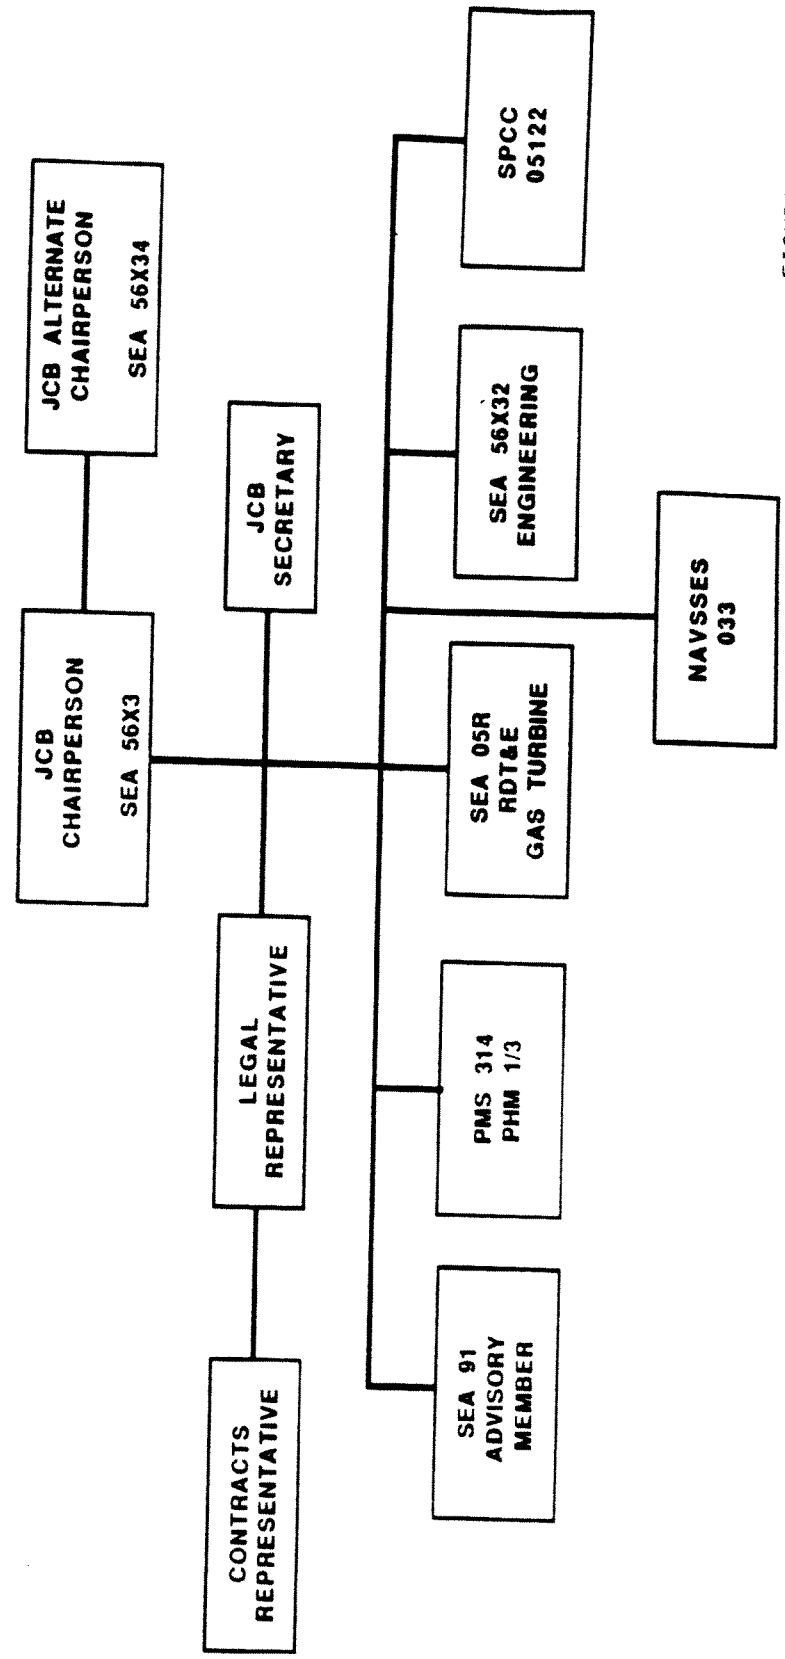 JCB
CHAIRPERSON
SEA 56X3
JCB ALTERNATE
CHAIRPERSON
SEA 56X34
CONTRACTS
REPRESENTATIVE
LEGAL
REPRESENTATIVE
JCB
SECRETARY
SEA 91
ADVISORY
MEMBER
PMS 314
PHM 1/3
SEA 05R
RDT&E
GAS TURBINE
SEA 56X32
ENGINEERING
SPCC
05122
NAVSSES
033